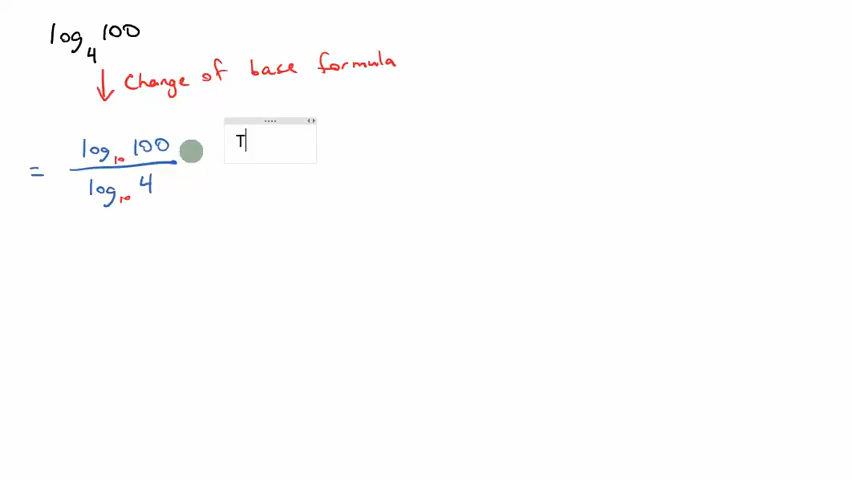 log₄ 100
↓ Change of base formula
= log₁₀ 100 / log₁₀ 4
T